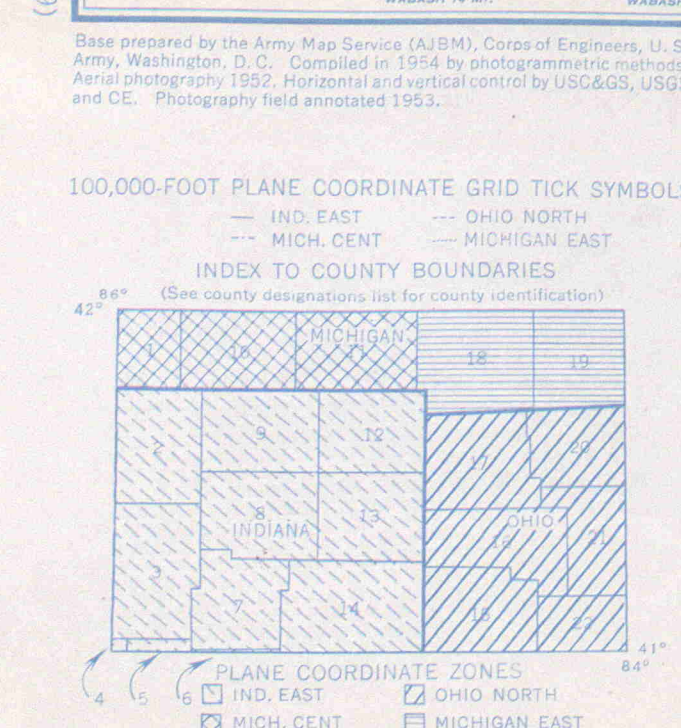 Base prepared by the Army Map Service (AJBM), Corps of Engineers, U. S.
Army, Washington, D. C. Compiled in 1954 by photogrammetric methods
Aerial photography 1952. Horizontal and vertical control by USC&GS, USGS
and CE. Photography field annotated 1953.
100,000-FOOT PLANE COORDINATE GRID TICK SYMBOLS
IND. EAST OHIO NORTH
MICH. CENT MICHIGAN EAST
INDEX TO COUNTY BOUNDARIES
86° (See county designations list for county identification)
42°
MICHIGAN
1 10 11 18 19
2 9 12 17 20
8 13 OHIO
INDIANA 16 21
3
7 14 15 22
41°
84°
PLANE COORDINATE ZONES
4 5 6 IND. EAST OHIO NORTH
MICH. CENT MICHIGAN EAST